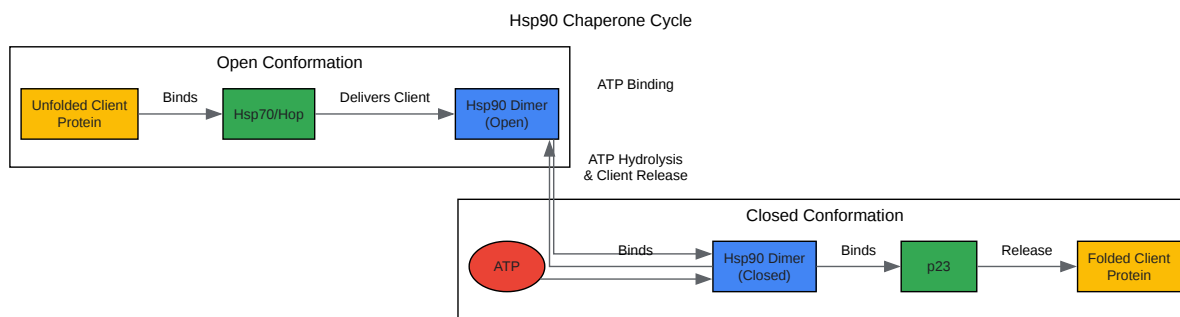 Hsp90 Chaperone Cycle
Open Conformation
Unfolded Client
Protein
Binds
Hsp70/Hop
Delivers Client
Hsp90 Dimer
(Open)
ATP Binding
ATP Hydrolysis
& Client Release
Closed Conformation
ATP
Binds
Hsp90 Dimer
(Closed)
Binds
p23
Release
Folded Client
Protein